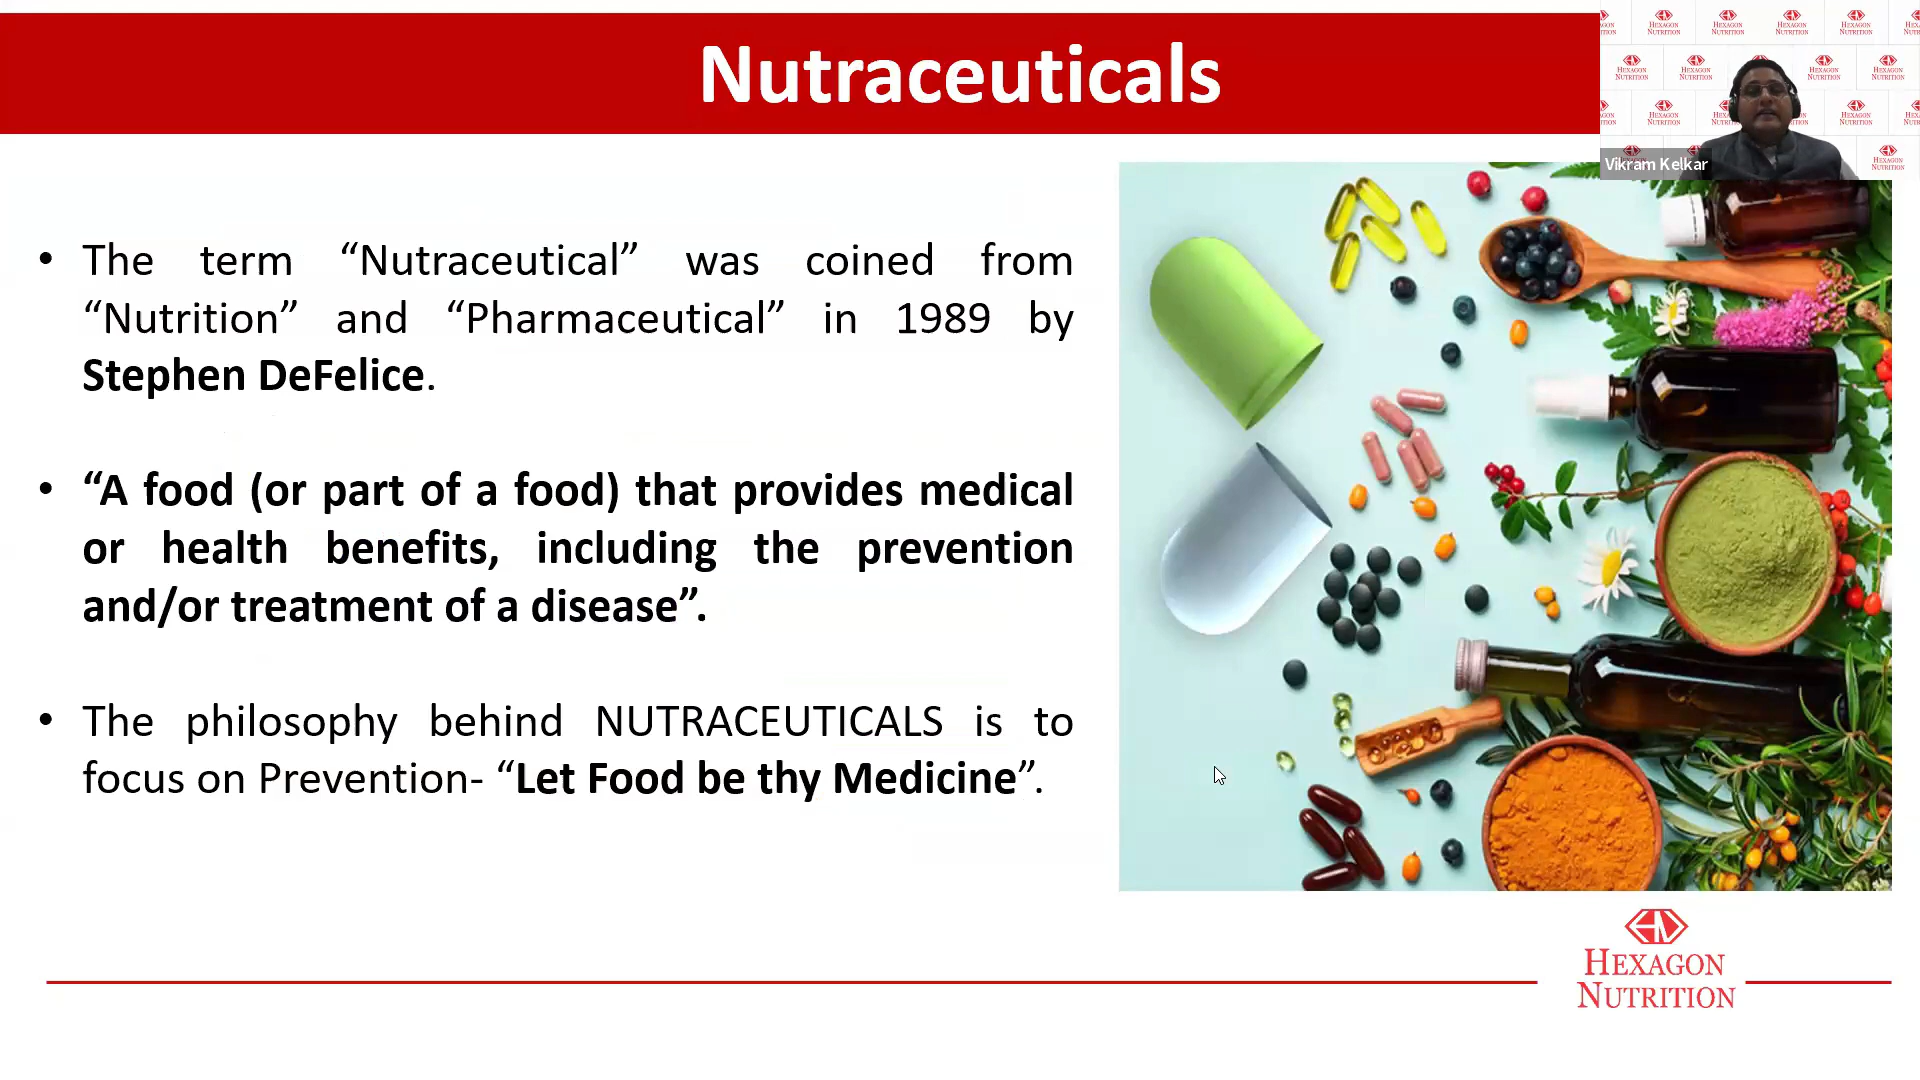 Nutraceuticals
HEXAGON
NUTRITION
Vikram Kelkar
• The term “Nutraceutical” was coined from
“Nutrition” and “Pharmaceutical” in 1989 by
Stephen DeFelice.
• “A food (or part of a food) that provides medical
or health benefits, including the prevention
and/or treatment of a disease”.
• The philosophy behind NUTRACEUTICALS is to
focus on Prevention- “Let Food be thy Medicine”.
HEXAGON
NUTRITION